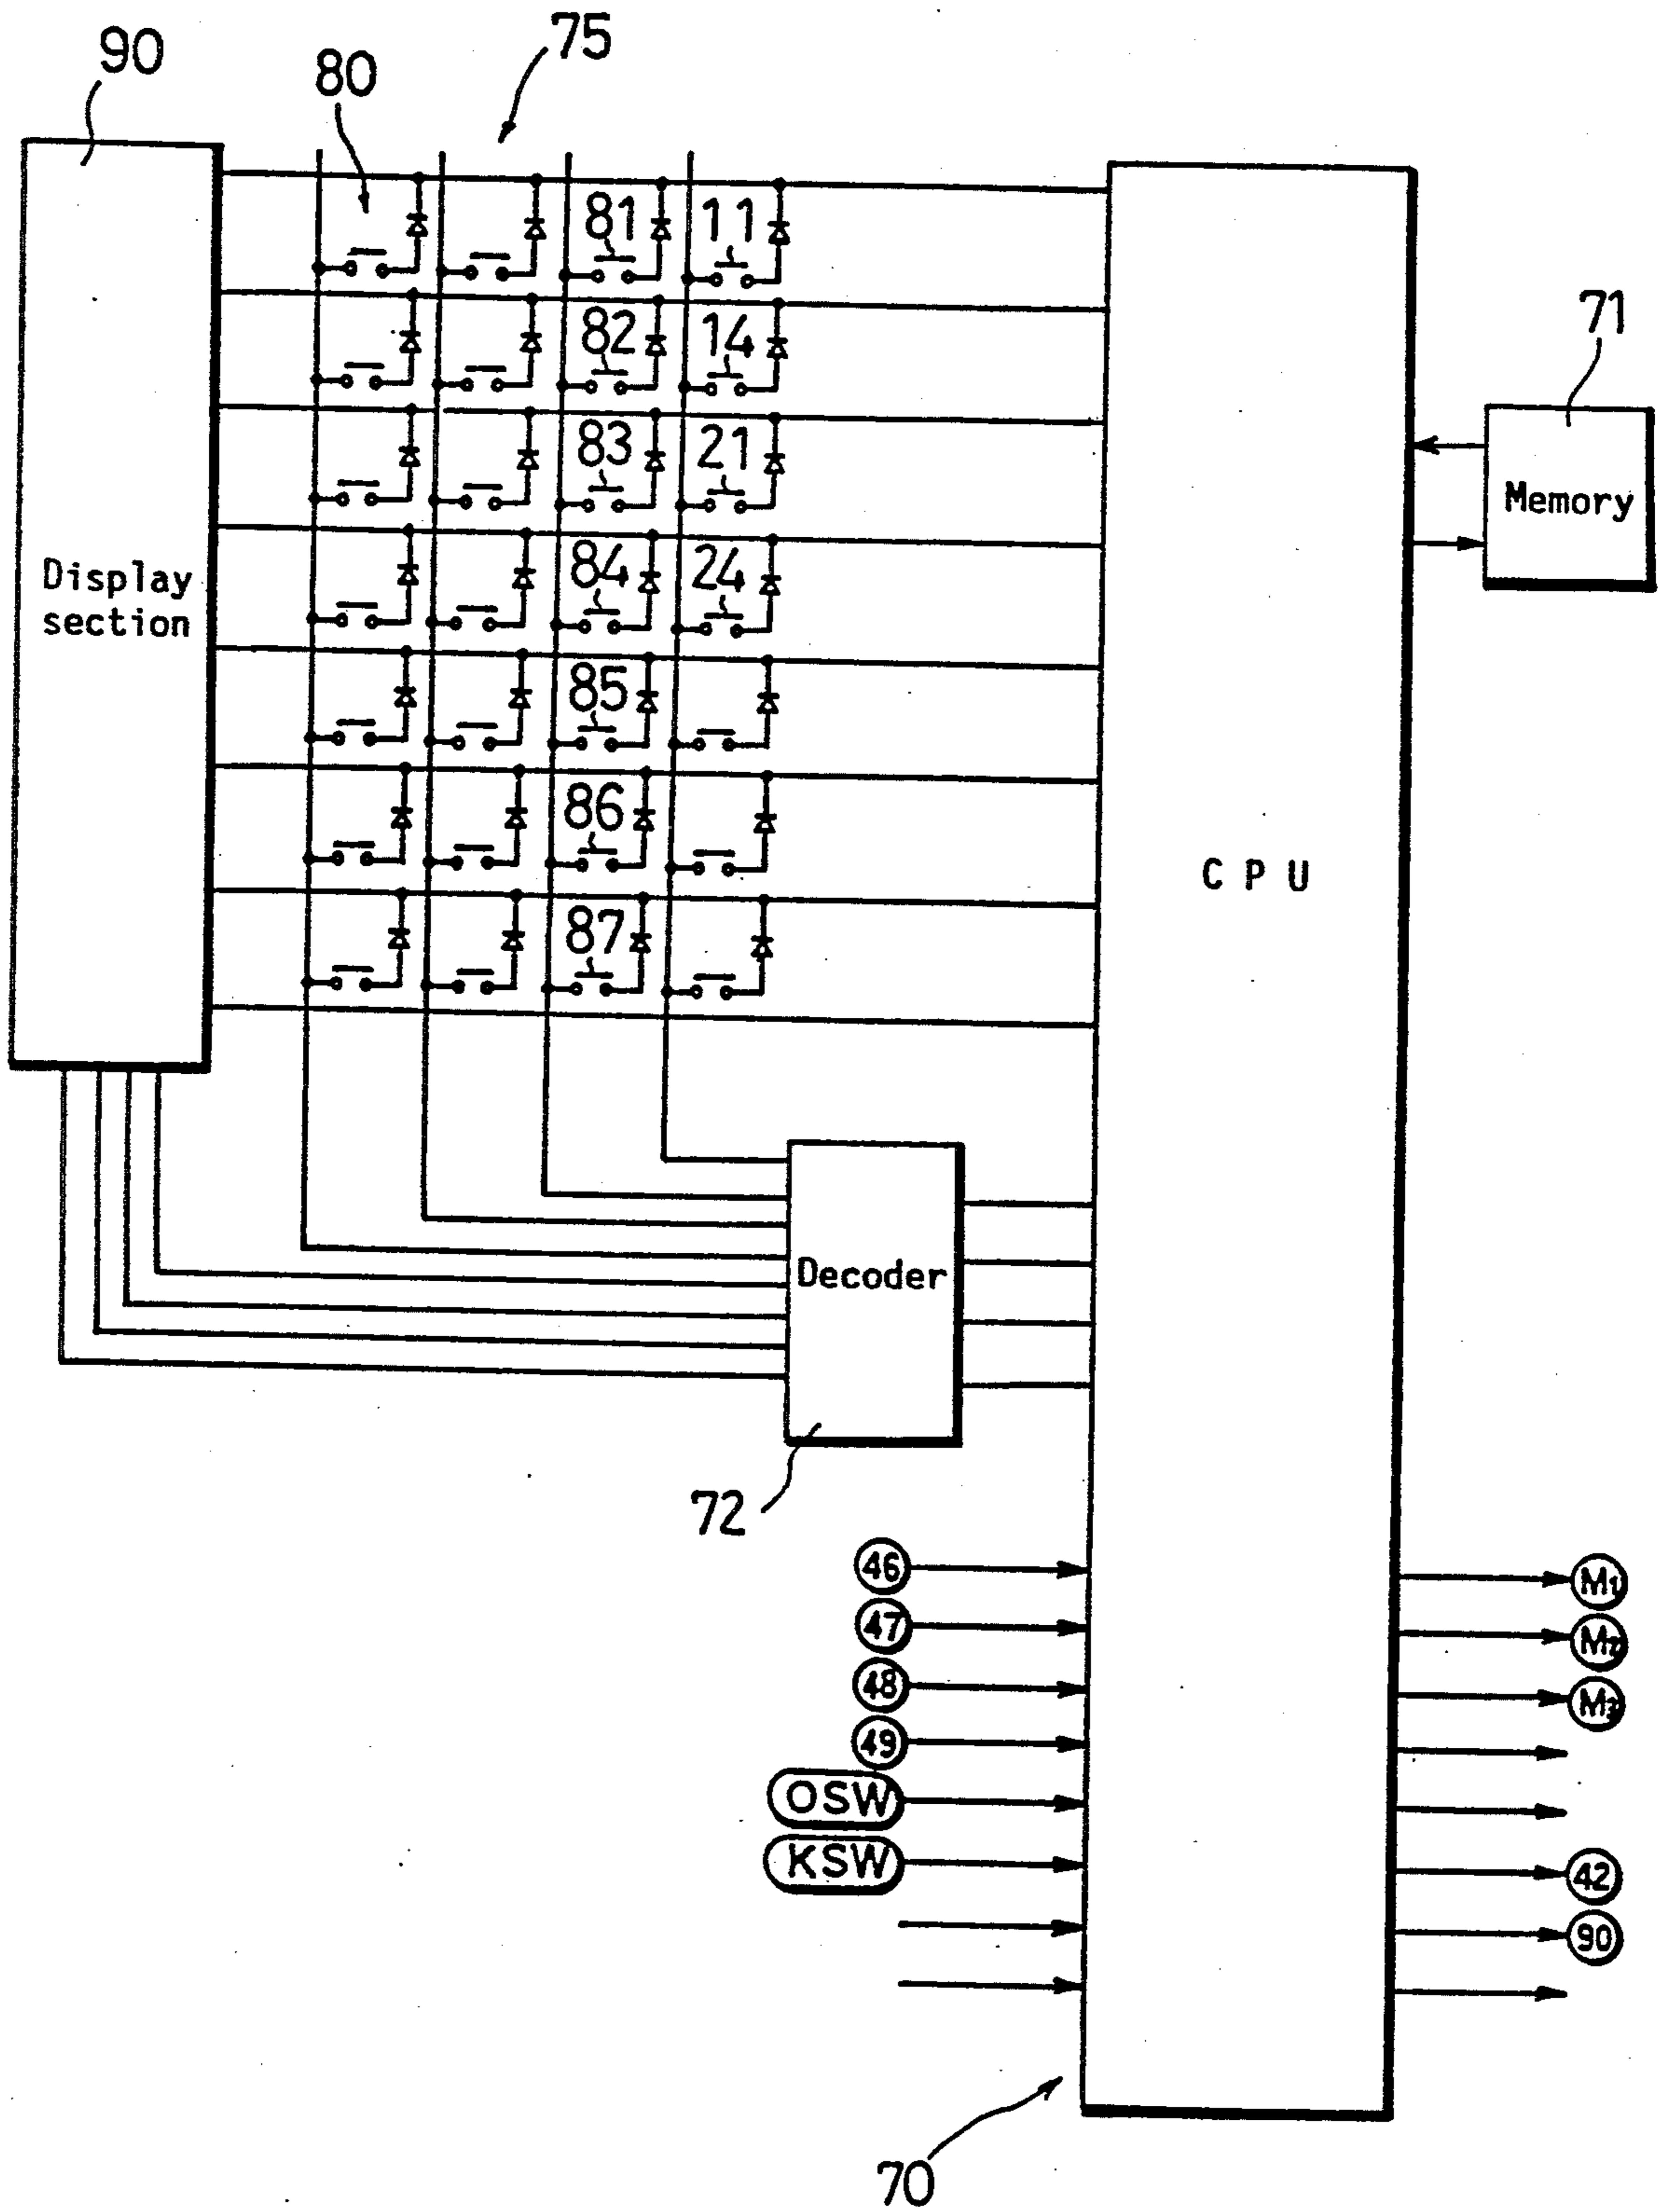 90
80
75
81
11
82
14
83
21
84
24
85
86
87
Display
section
71
Memory
CPU
Decoder
72
46
47
48
49
OSW
KSW
M1
M2
M3
42
90
70